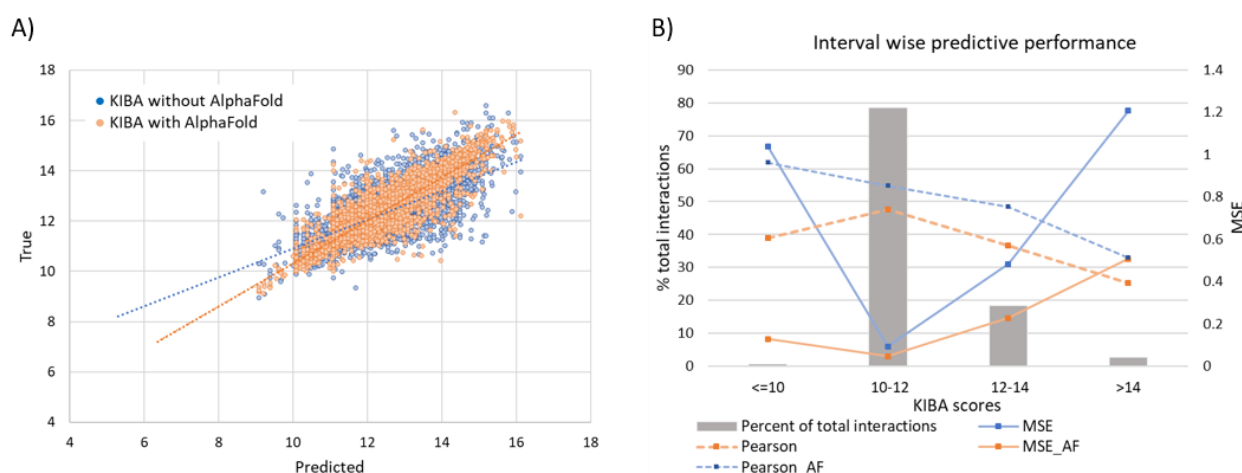 A)
18
16
14
12
10
8
6
4
True
KIBA without AlphaFold
KIBA with AlphaFold
4 6 8 10 12 14 16 18
Predicted
B)
Interval wise predictive performance
90
80
70
60
50
40
30
20
10
0
% total interactions
1.4
1.2
1
0.8
0.6
0.4
0.2
0
MSE
<=10 10-12 12-14 >14
KIBA scores
Percent of total interactions MSE
Pearson MSE_AF
Pearson_AF